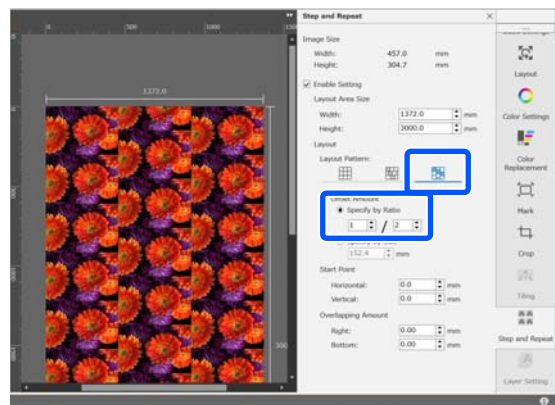 Step and Repeat
Image Size
Width: 457.0 mm
Height: 304.7 mm
Enable Setting
Layout Area Size
Width: 1372.0 mm
Height: 3000.0 mm
Layout
Layout Pattern:
Offset Amount
Specify by Ratio
1 / 2
152.4 mm
Start Point
Horizontal: 0.0 mm
Vertical: 0.0 mm
Overlapping Amount
Right: 0.00 mm
Bottom: 0.00 mm
0 500 1000
1372.0
300
Layout
Color Settings
Color
Replacement
Mark
Crop
Tiling
Step and Repeat
Layer Setting